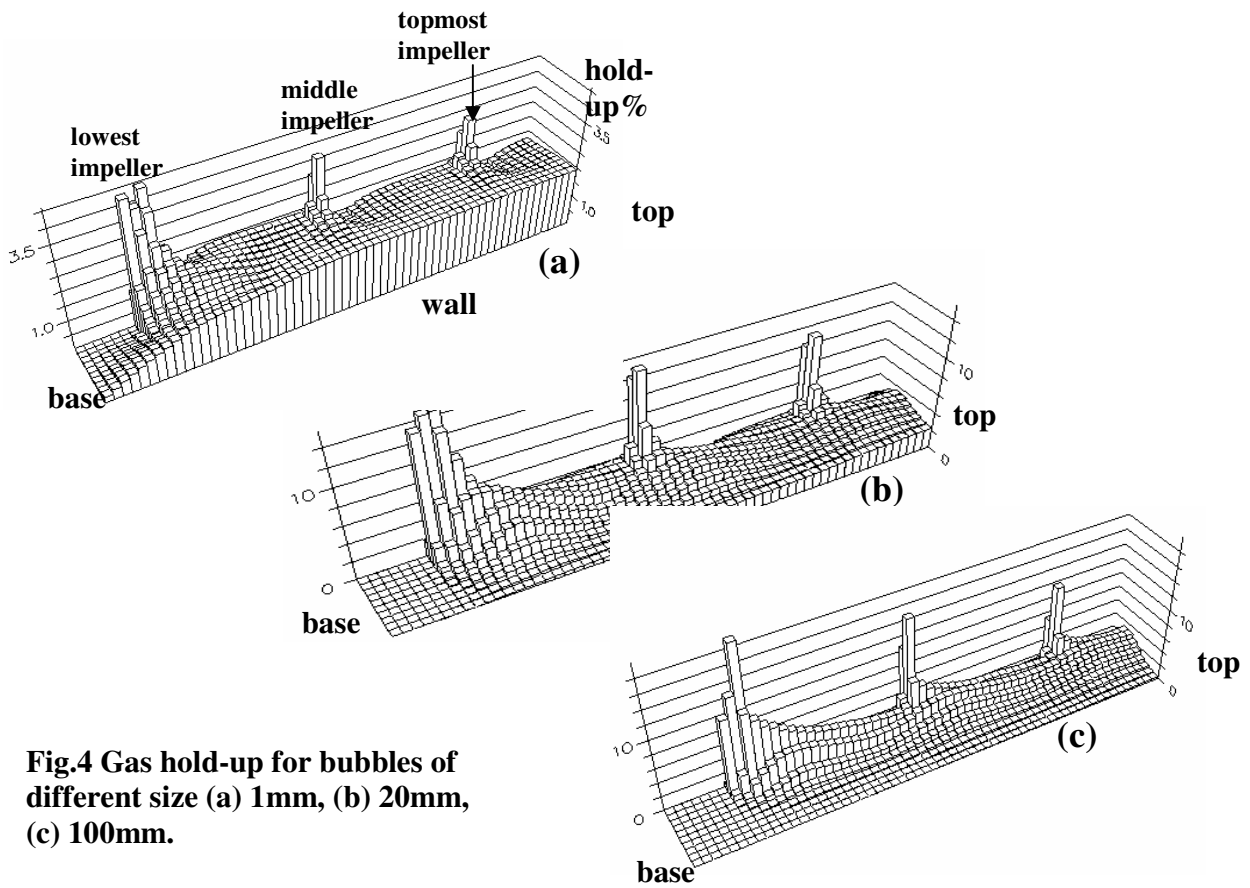 topmost
impeller
hold-
up%
middle
impeller
lowest
impeller
3.5
1.0
3.5
1.0
top
(a)
wall
base
10
0
10
0
top
(b)
base
10
0
10
0
top
(c)
base
Fig.4 Gas hold-up for bubbles of
different size (a) 1mm, (b) 20mm,
(c) 100mm.